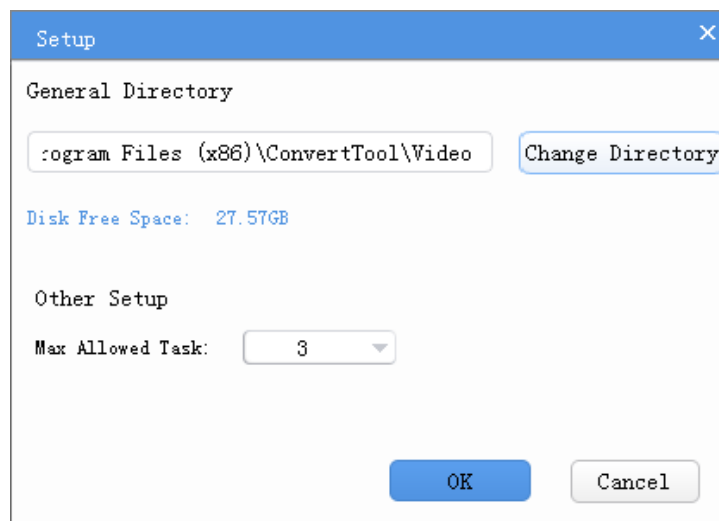 Setup
General Directory
rogram Files (x86)\ConvertTool\Video
Change Directory
Disk Free Space: 27.57GB
Other Setup
Max Allowed Task: 3
OK
Cancel